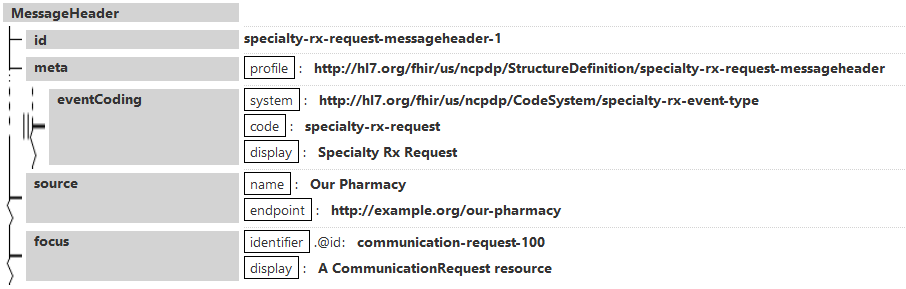 MessageHeader
id specialty-rx-request-messageheader-1
meta profile : http://hl7.org/fhir/us/ncpdp/StructureDefinition/specialty-rx-request-messageheader
eventCoding system : http://hl7.org/fhir/us/ncpdp/CodeSystem/specialty-rx-event-type
code : specialty-rx-request
display : Specialty Rx Request
source name : Our Pharmacy
endpoint : http://example.org/our-pharmacy
focus identifier .@id: communication-request-100
display : A CommunicationRequest resource